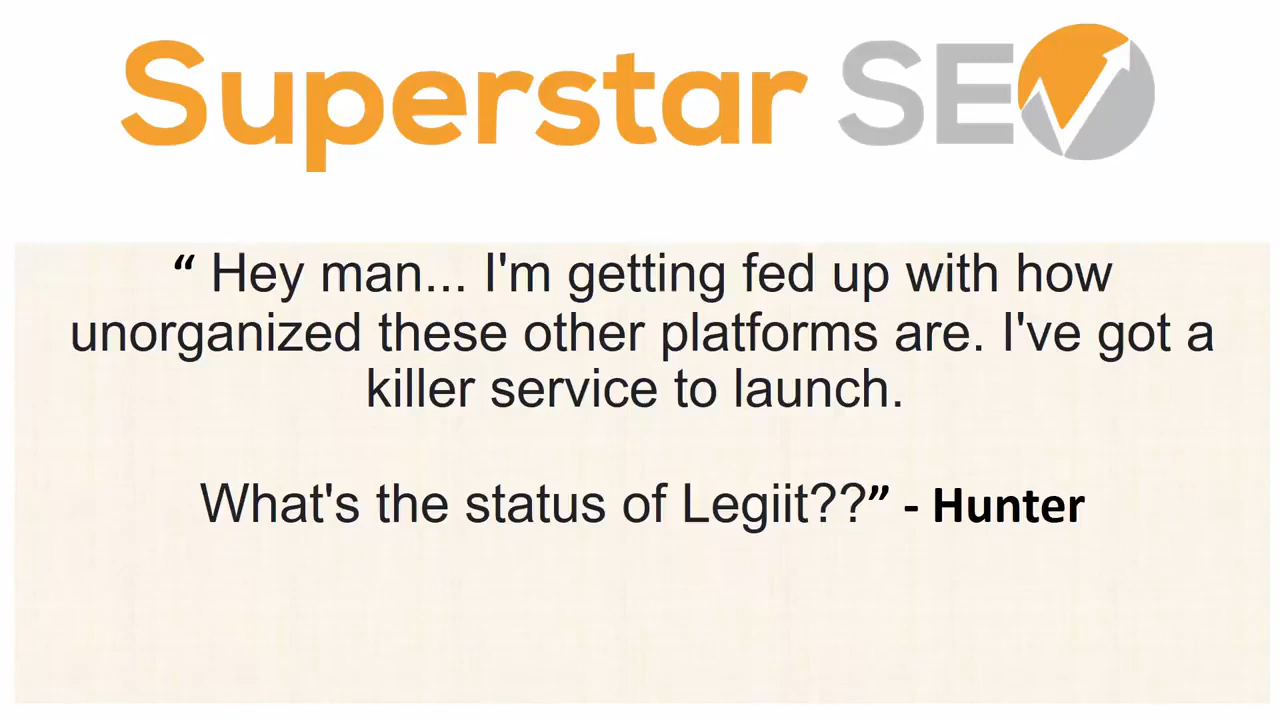 Superstar SEO
“ Hey man... I'm getting fed up with how
unorganized these other platforms are. I've got a
killer service to launch.
What's the status of Legiit??” - Hunter